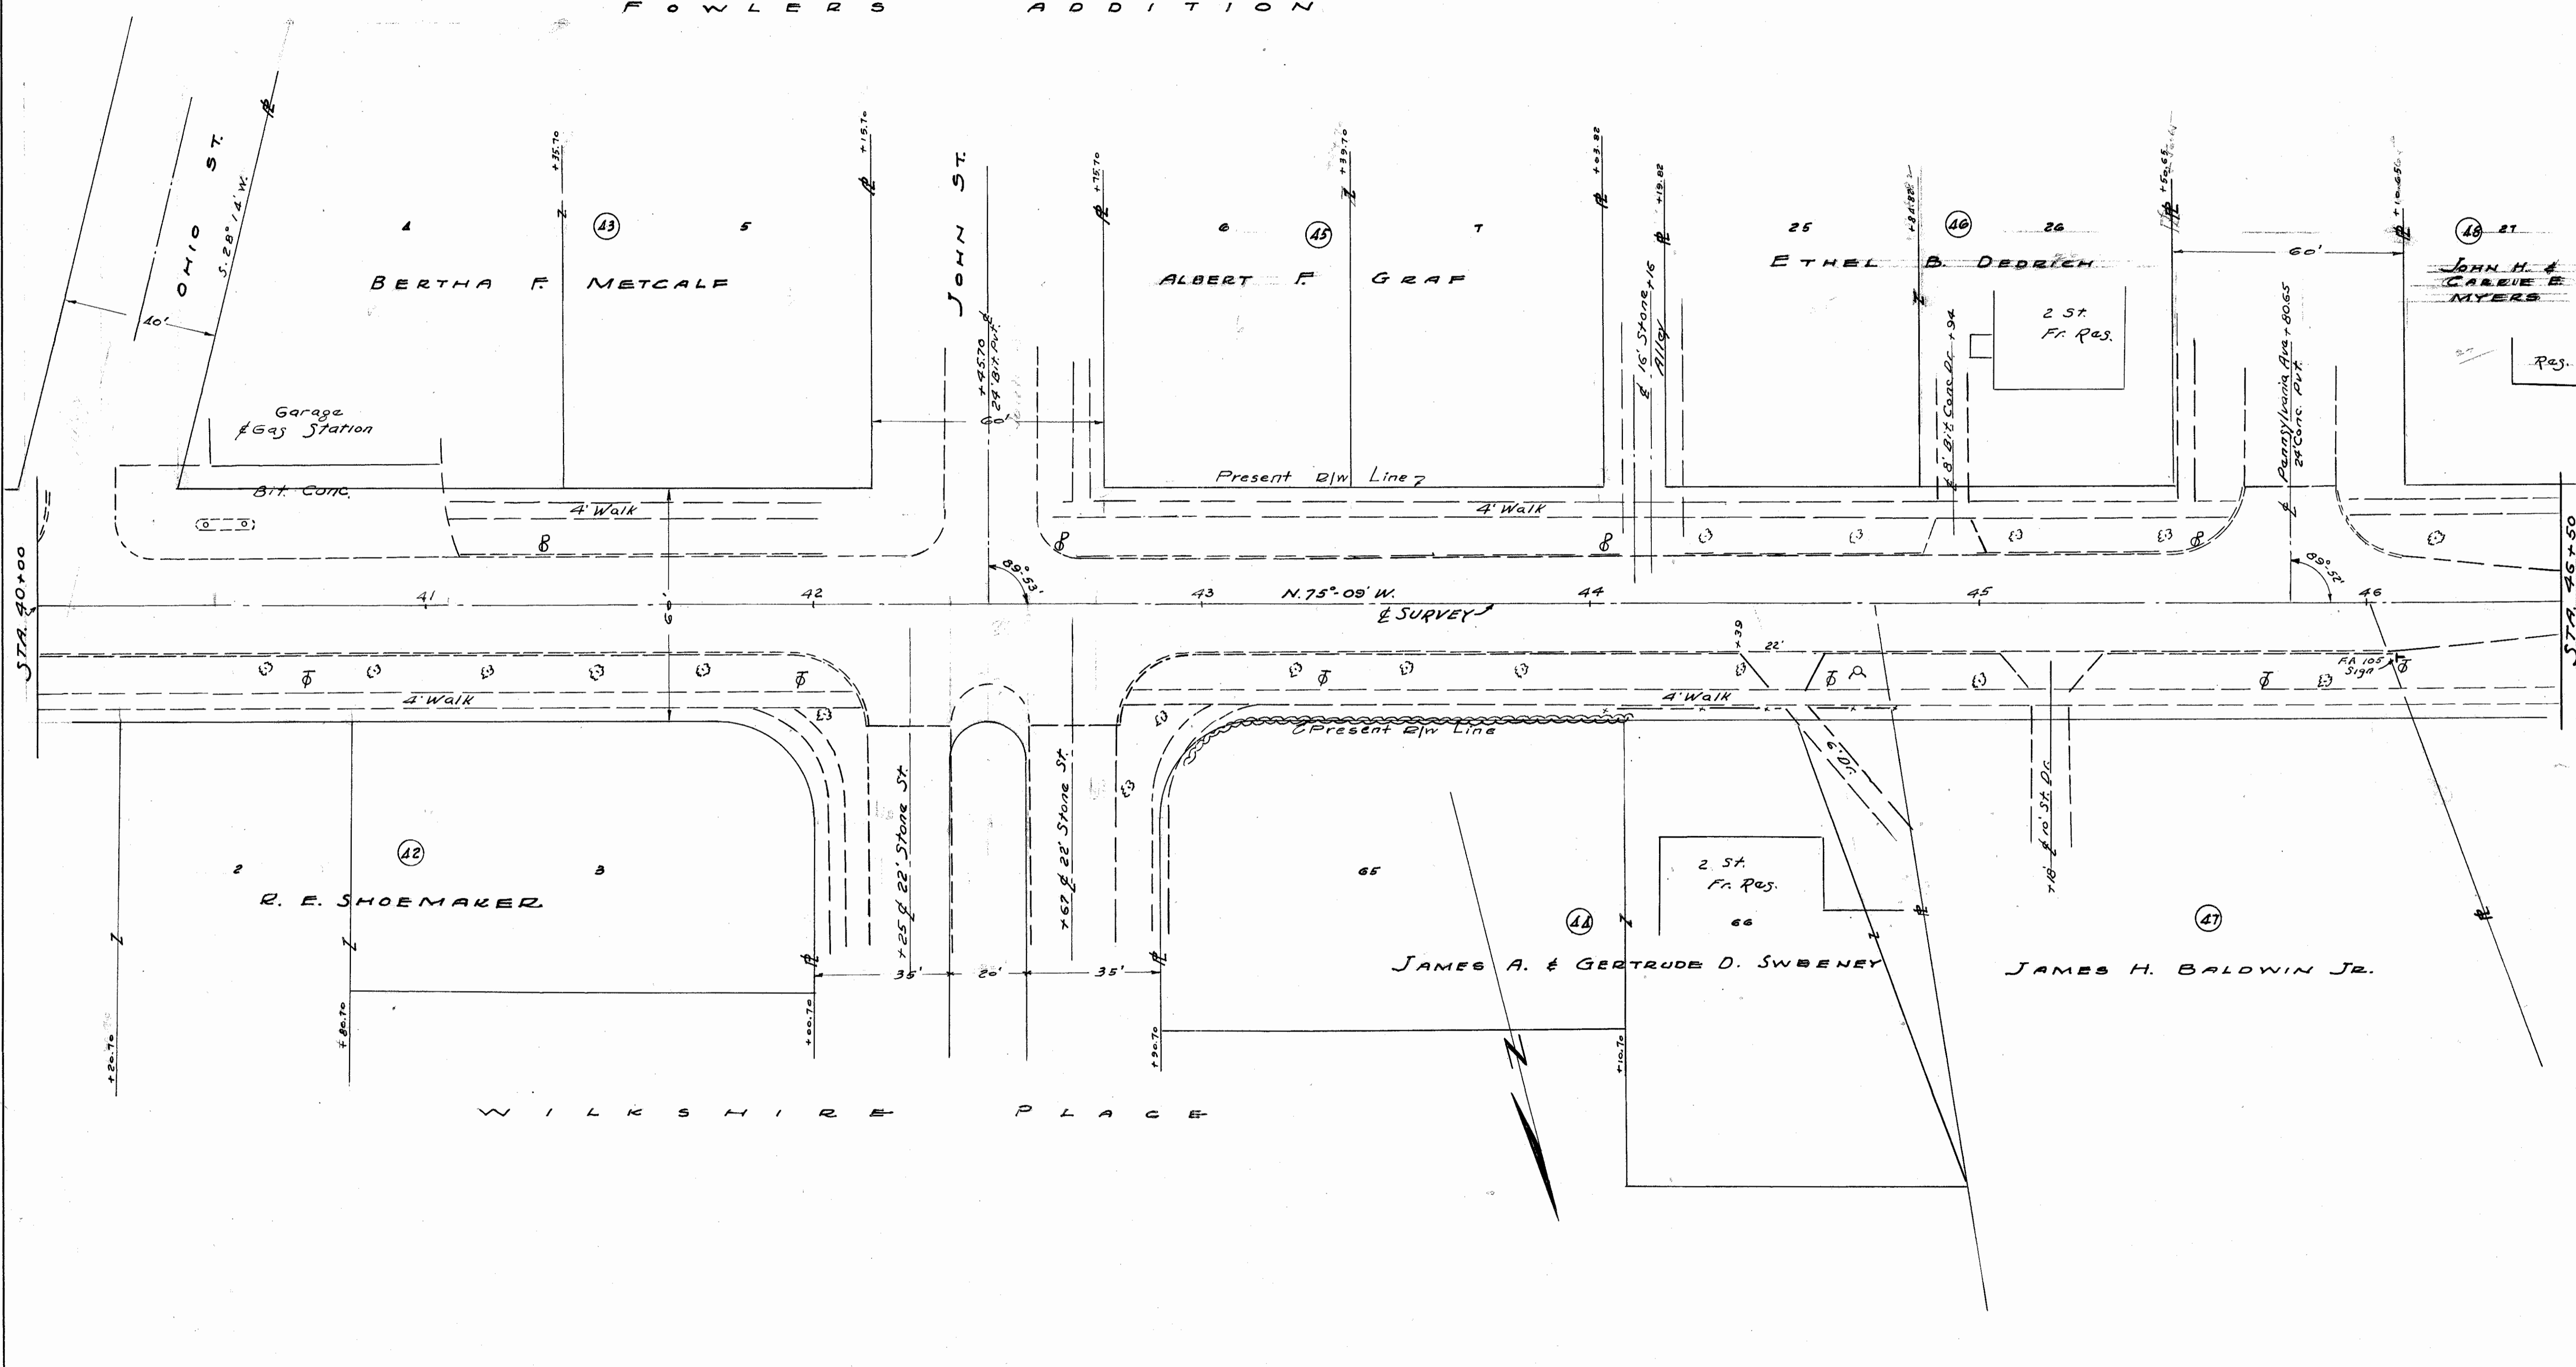 FOWLERS ADDITION
OHIO ST.
S. 28° 14' W.
40'
4
43
5
BERTHA F. METCALF
+35.70
+15.70
JOHN ST.
+45.70 ℄
24' Bit. Pvt.
60'
+75.70
6
45
7
ALBERT F. GRAF
+39.70
+03.82
+19.82
℄ 16' Stone +16
Alley
25
46
26
ETHEL B. DEDRICH
+84.82
℄ 8' Bit Conc Dr. +94
2 St.
Fr. Res.
+50.65
60'
+10.65
℄ Pennsylvania Ave +80.65
24' Conc. Pvt.
48
27
JOHN H. &
CARRIE E.
MYERS
Res.
Garage
& Gas Station
Bit. Conc.
4' Walk
Present R/W Line
4' Walk
STA. 40+00
41
42
60'
89°-53'
43
N. 75°-09' W.
℄ SURVEY
44
45
89°-52'
46
STA. 46+50
4' Walk
+39
22'
4' Walk
F.A. 105
Sign
Present R/W Line
2
42
3
R. E. SHOEMAKER
+20.70
+80.70
+00.70
+25 ℄ 22' Stone St.
+67 ℄ 22' Stone St.
35'
20'
35'
+90.70
65
44
JAMES A. & GERTRUDE D. SWEENEY
+10.70
2 St.
Fr. Res.
66
+18' ℄ 10' St. Dr.
47
JAMES H. BALDWIN JR.
WILKSHIRE PLACE